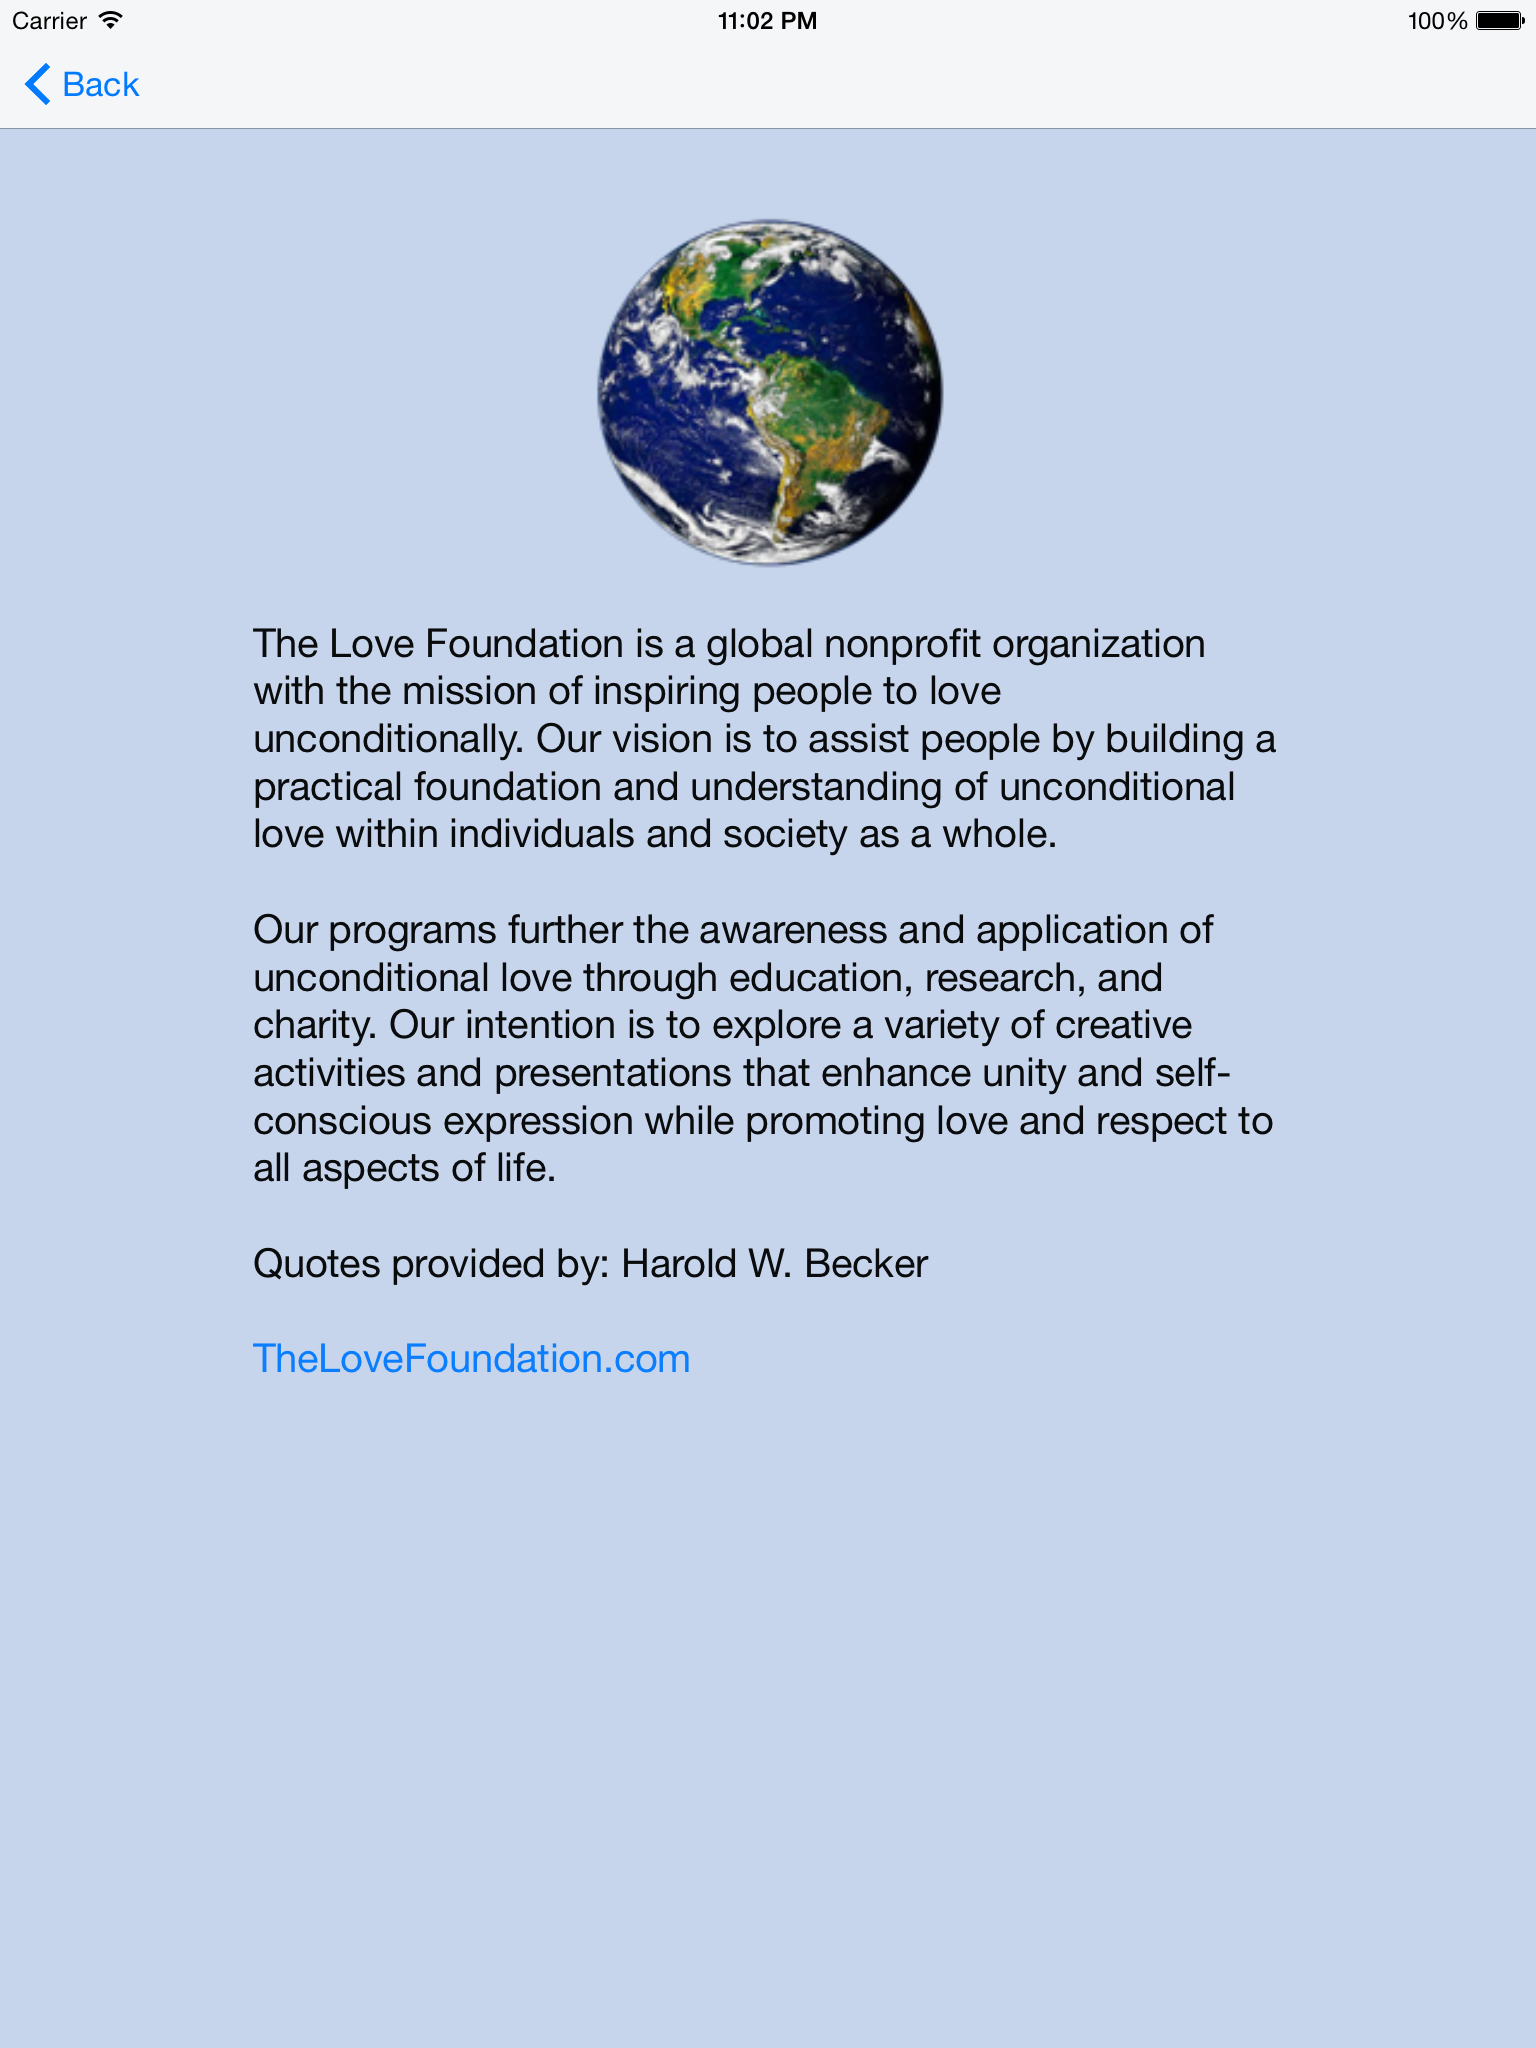 Carrier
11:02 PM
100%
Back
The Love Foundation is a global nonprofit organization
with the mission of inspiring people to love
unconditionally. Our vision is to assist people by building a
practical foundation and understanding of unconditional
love within individuals and society as a whole.
Our programs further the awareness and application of
unconditional love through education, research, and
charity. Our intention is to explore a variety of creative
activities and presentations that enhance unity and self-
conscious expression while promoting love and respect to
all aspects of life.
Quotes provided by: Harold W. Becker
TheLoveFoundation.com